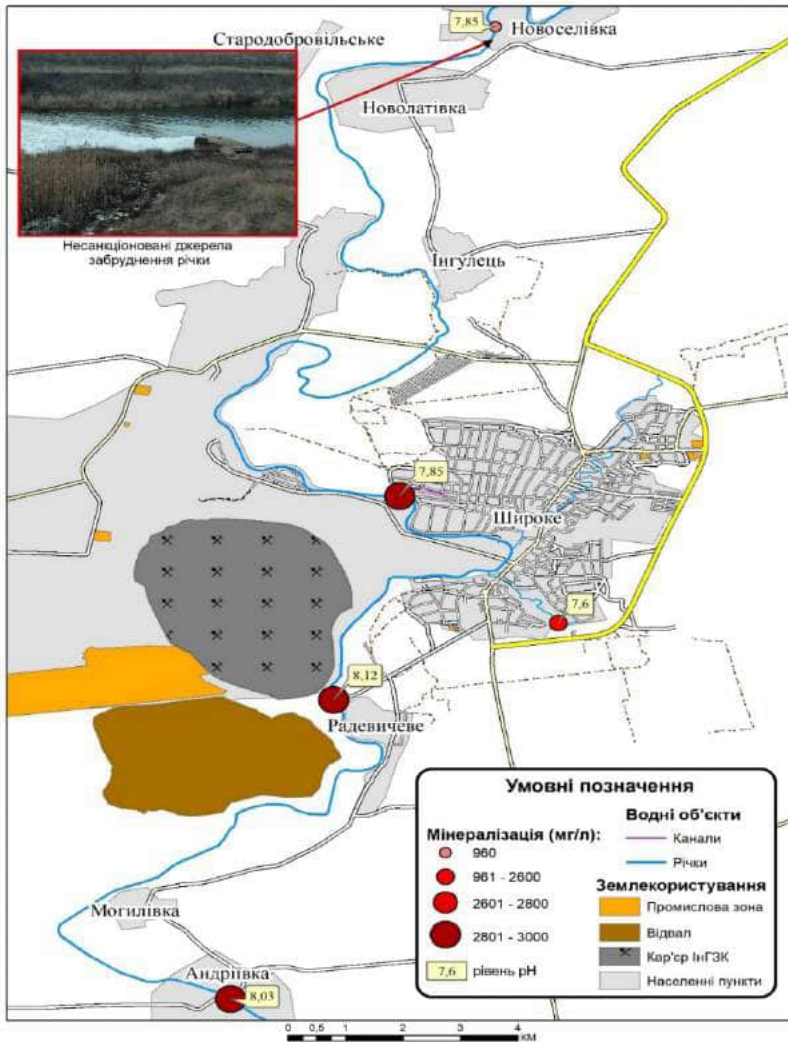 7,85
Новоселівка
Стародобровільське
Новолатівка
Несанкціоновані джерела
забруднення річки
Інгулець
7,85
Широке
7,6
8,12
Радевичеве
Могилівка
Андріївка
8,03
Умовні позначення
Мінералізація (мг/л):
960
961 - 2600
2601 - 2800
2801 - 3000
7,6 рівень pH
Водні об'єкти
Канали
Річки
Землекористування
Промислова зона
Відвал
Кар'єр ІнГЗК
Населенні пункти
0 0,5 1 2 3 4
КМ